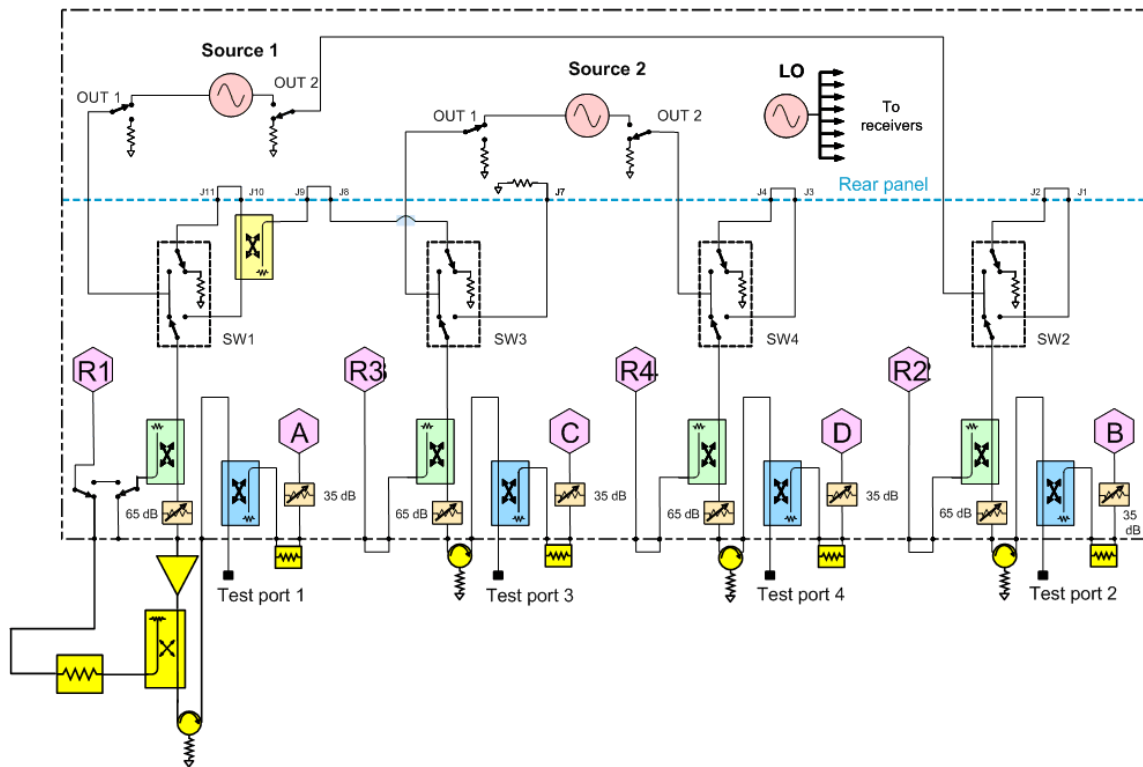 Source 1
OUT 1
OUT 2
Source 2
OUT 1
OUT 2
LO
To
receivers
Rear panel
J11
J10
J9
J8
J7
J4
J3
J2
J1
SW1
SW3
SW4
SW2
R1
R3
R4
R2
A
C
D
B
65 dB
35 dB
65 dB
35 dB
65 dB
35 dB
65 dB
35
dB
Test port 1
Test port 3
Test port 4
Test port 2